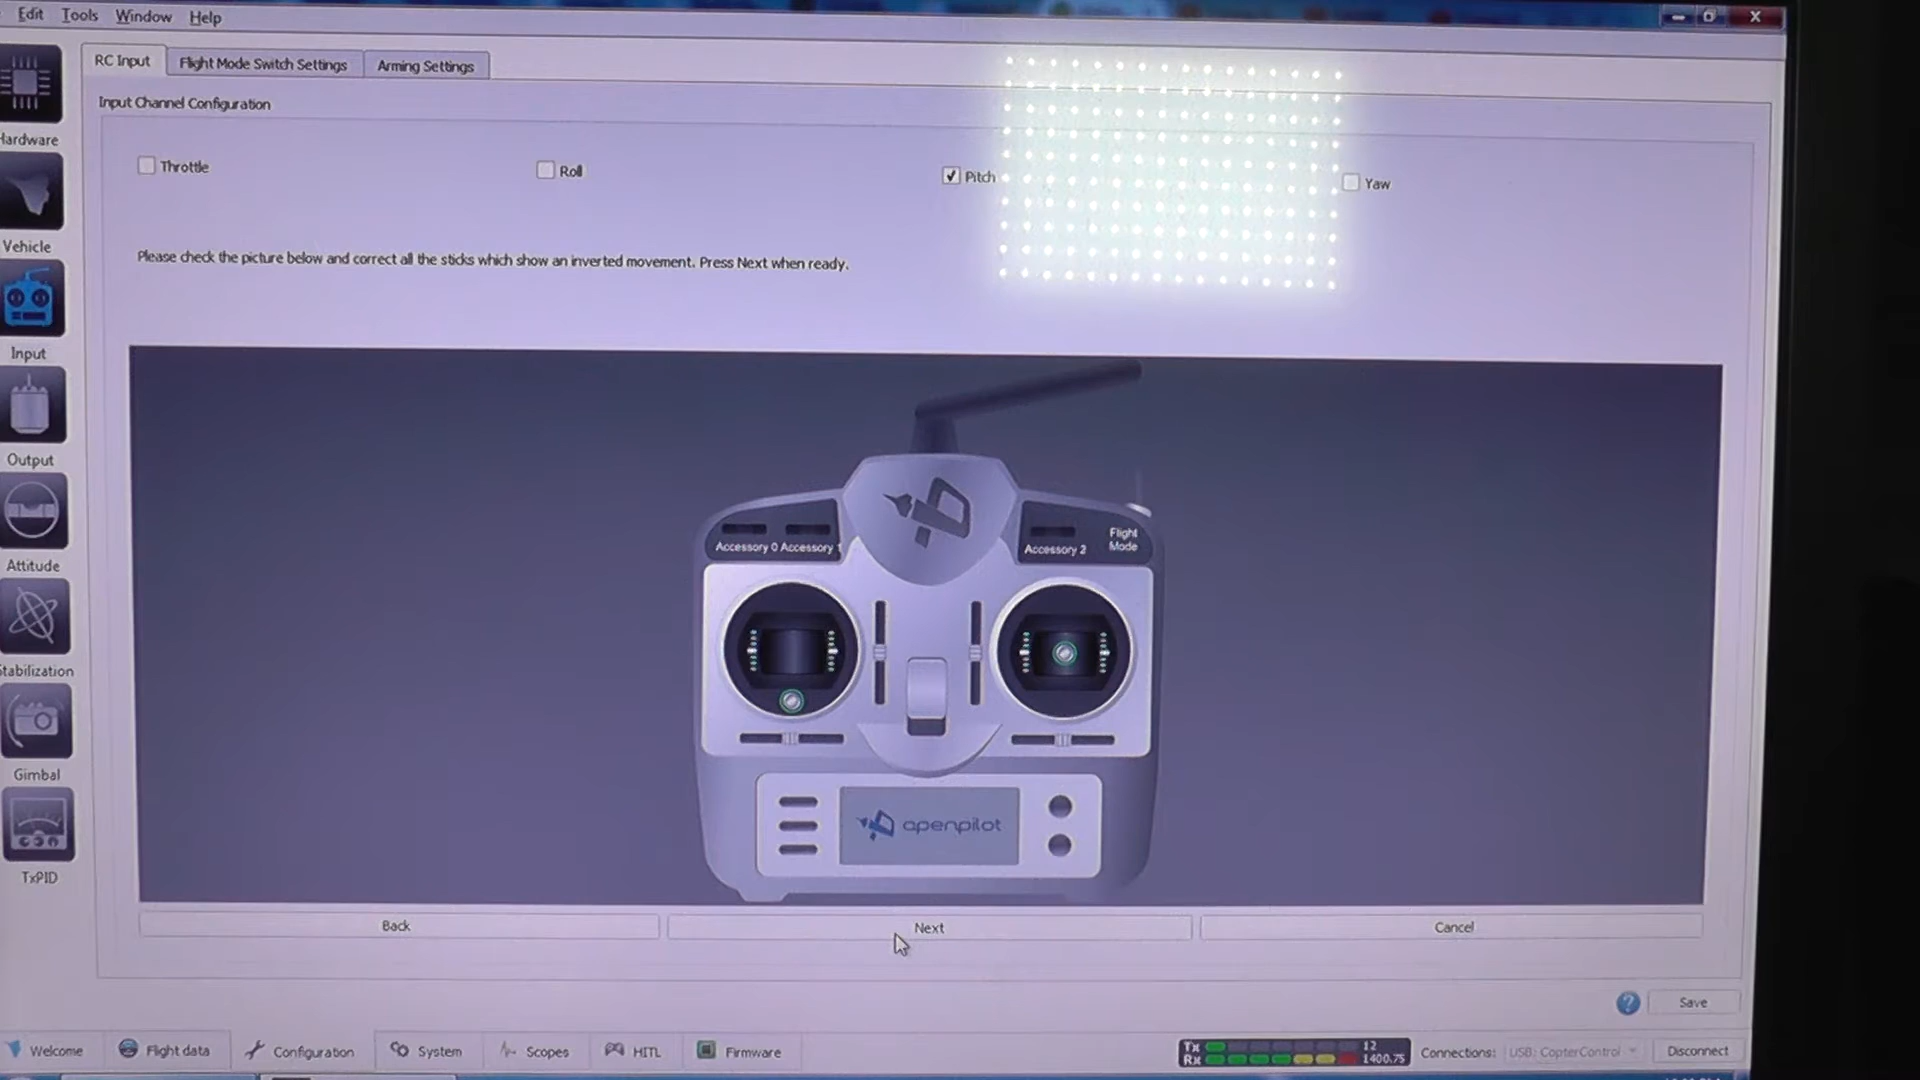 Edit Tools Window Help
RC Input Flight Mode Switch Settings Arming Settings
Input Channel Configuration
Throttle Roll Pitch Yaw
Please check the picture below and correct all the sticks which show an inverted movement. Press Next when ready.
Hardware
Vehicle
Input
Output
Attitude
Stabilization
Gimbal
TxPID
Accessory 0 Accessory 1
Accessory 2
Flight
Mode
openpilot
Back Next Cancel
? Save
Welcome Flight data Configuration System Scopes HITL Firmware
Tx 12
Rx 1400.75
Connections: USB: CopterControl Disconnect